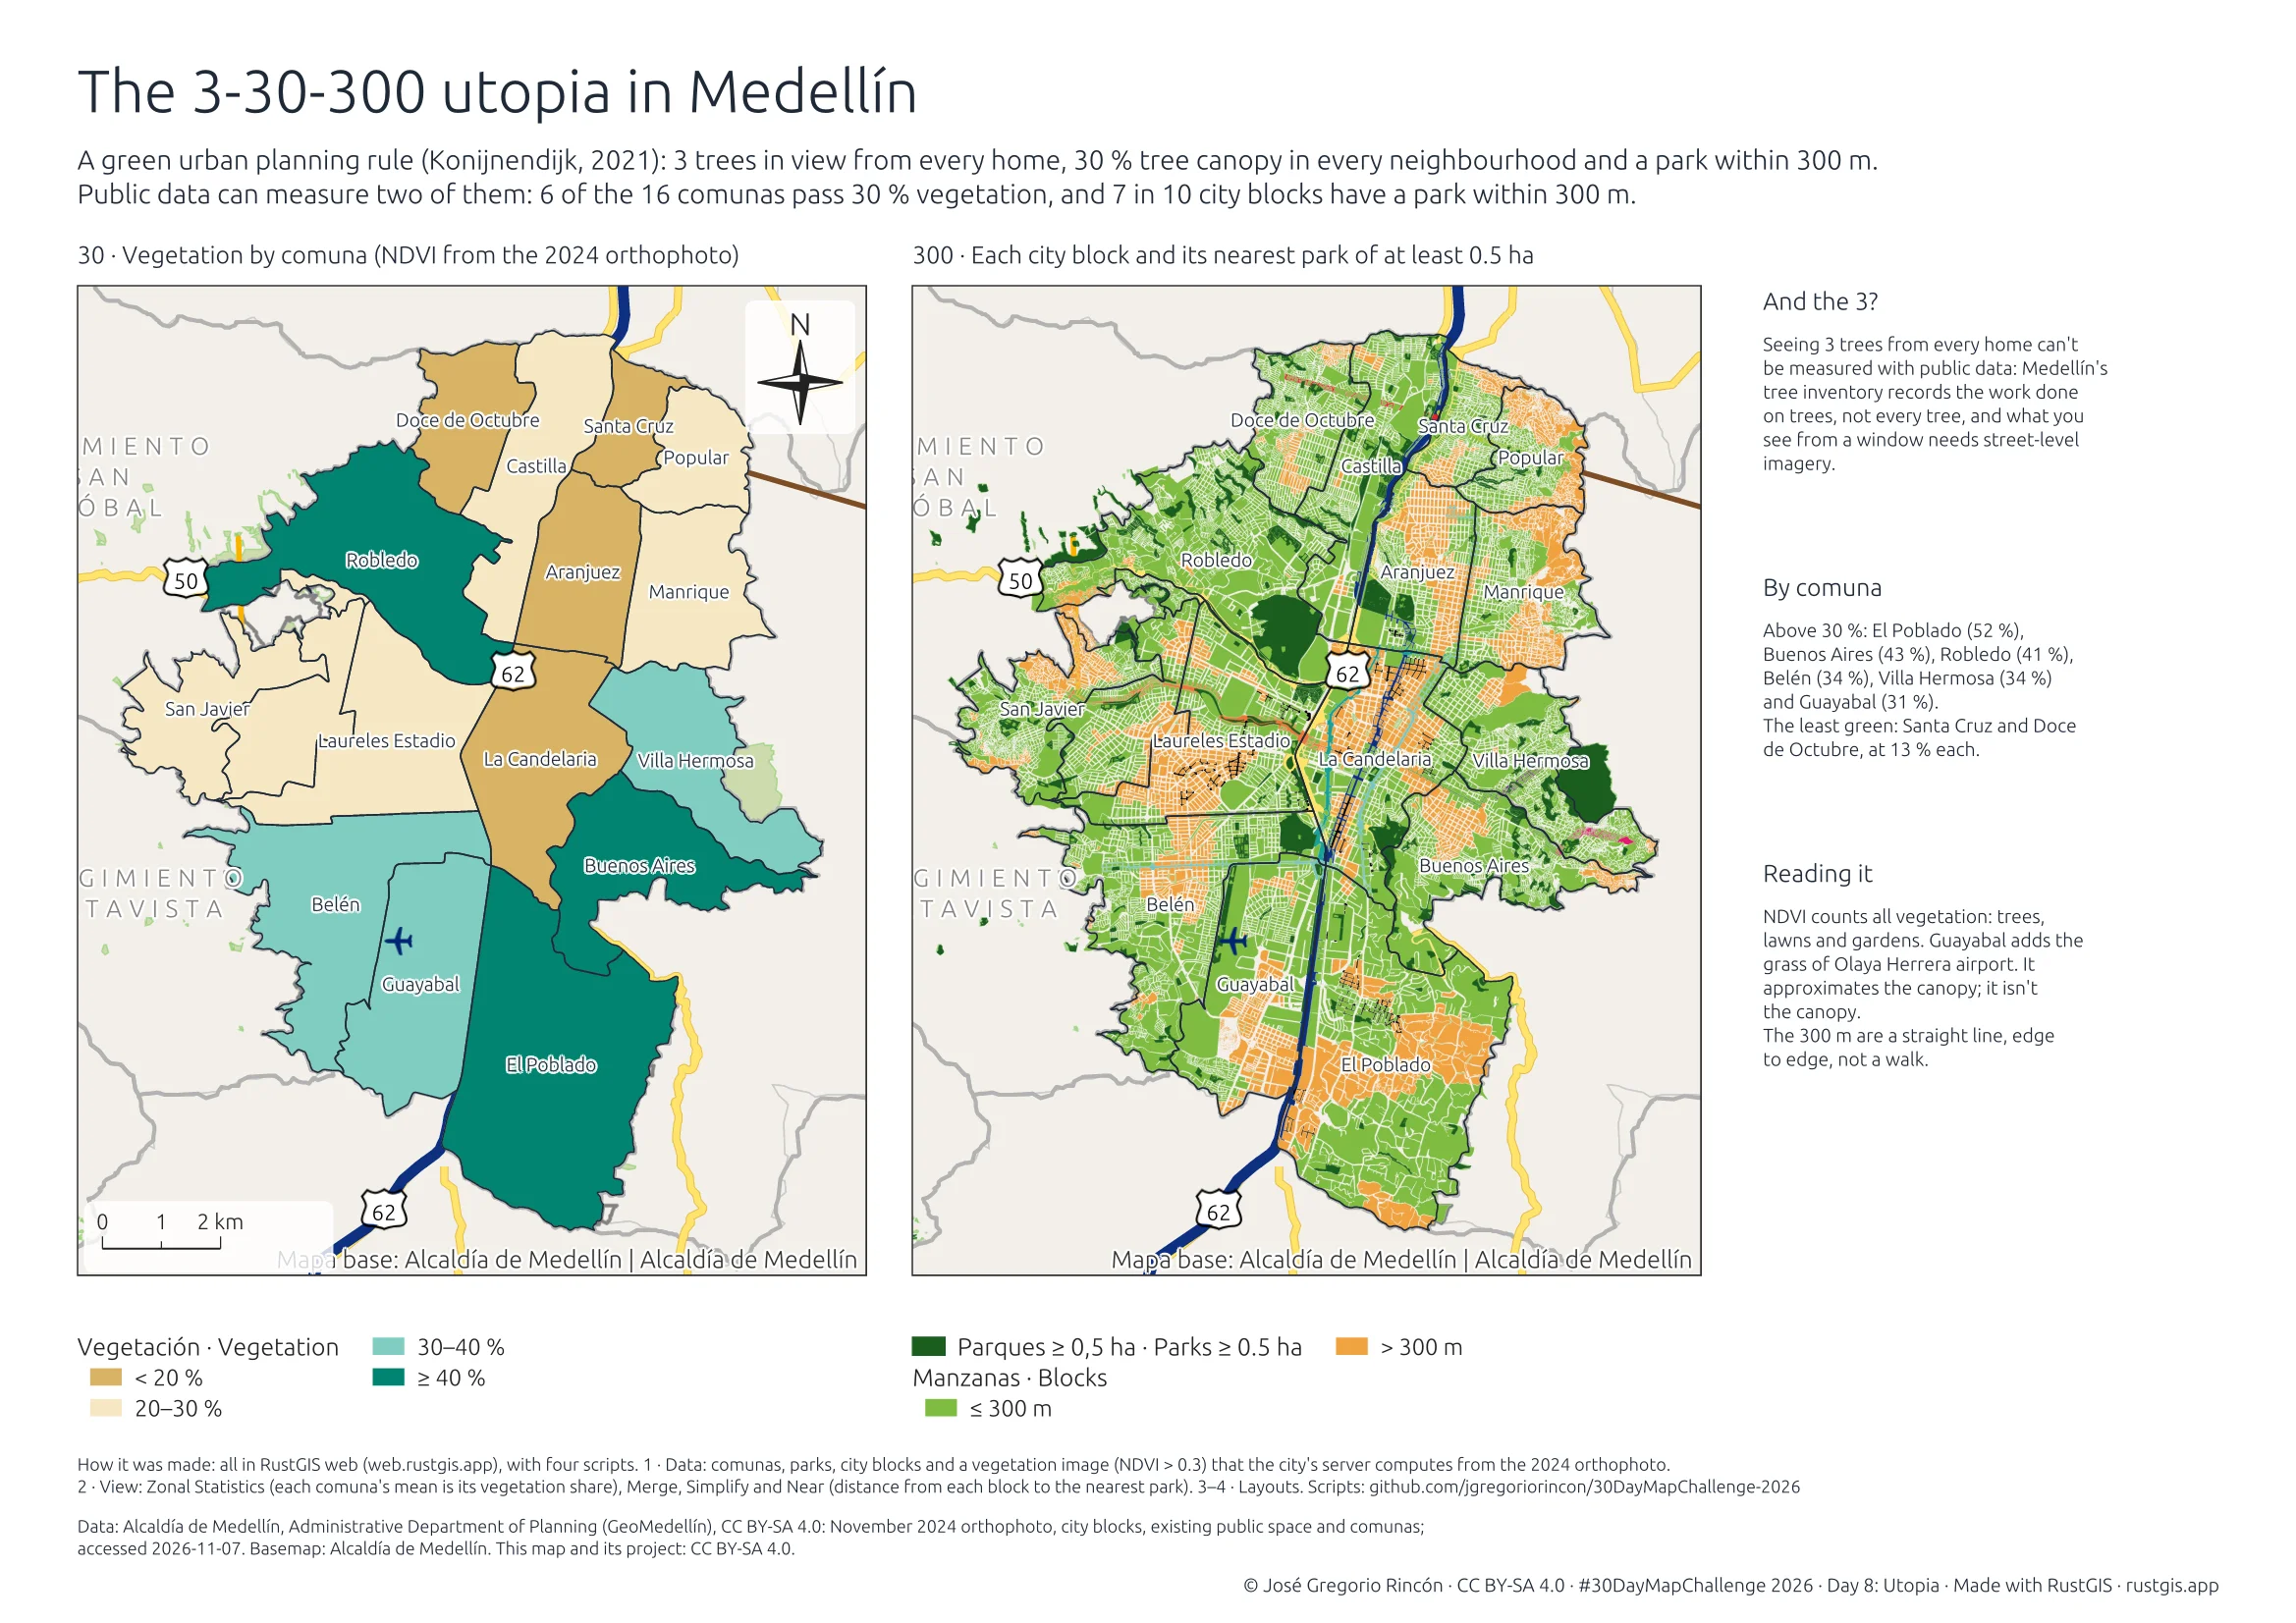 The 3-30-300 utopia in Medellín
A green urban planning rule (Konijnendijk, 2021): 3 trees in view from every home, 30 % tree canopy in every neighbourhood and a park within 300 m.
Public data can measure two of them: 6 of the 16 comunas pass 30 % vegetation, and 7 in 10 city blocks have a park within 300 m.
30 · Vegetation by comuna (NDVI from the 2024 orthophoto)
N
Doce de Octubre
Santa Cruz
MIENTO
Castilla
Popular
SAN
ÓBAL
Robledo
50
Aranjuez
Manrique
62
San Javier
Laureles Estadio
La Candelaria
Villa Hermosa
Buenos Aires
GIMIENTO
TAVISTA
Belén
Guayabal
El Poblado
62
0 1 2 km
Mapa base: Alcaldía de Medellín | Alcaldía de Medellín
300 · Each city block and its nearest park of at least 0.5 ha
Doce de Octubre
Santa Cruz
MIENTO
Castilla
Popular
AN
ÓBAL
Robledo
50
Aranjuez
Manrique
62
San Javier
Laureles Estadio
La Candelaria
Villa Hermosa
Buenos Aires
GIMIENTO
TAVISTA
Belén
Guayabal
El Poblado
62
Mapa base: Alcaldía de Medellín | Alcaldía de Medellín
And the 3?
Seeing 3 trees from every home can't
be measured with public data: Medellín's
tree inventory records the work done
on trees, not every tree, and what you
see from a window needs street-level
imagery.
By comuna
Above 30 %: El Poblado (52 %),
Buenos Aires (43 %), Robledo (41 %),
Belén (34 %), Villa Hermosa (34 %)
and Guayabal (31 %).
The least green: Santa Cruz and Doce
de Octubre, at 13 % each.
Reading it
NDVI counts all vegetation: trees,
lawns and gardens. Guayabal adds the
grass of Olaya Herrera airport. It
approximates the canopy; it isn't
the canopy.
The 300 m are a straight line, edge
to edge, not a walk.
Vegetación · Vegetation
< 20 %
20–30 %
30–40 %
≥ 40 %
Parques ≥ 0,5 ha · Parks ≥ 0.5 ha
Manzanas · Blocks
≤ 300 m
> 300 m
How it was made: all in RustGIS web (web.rustgis.app), with four scripts. 1 · Data: comunas, parks, city blocks and a vegetation image (NDVI > 0.3) that the city's server computes from the 2024 orthophoto.
2 · View: Zonal Statistics (each comuna's mean is its vegetation share), Merge, Simplify and Near (distance from each block to the nearest park). 3–4 · Layouts. Scripts: github.com/jgregoriorincon/30DayMapChallenge-2026
Data: Alcaldía de Medellín, Administrative Department of Planning (GeoMedellín), CC BY-SA 4.0: November 2024 orthophoto, city blocks, existing public space and comunas;
accessed 2026-11-07. Basemap: Alcaldía de Medellín. This map and its project: CC BY-SA 4.0.
© José Gregorio Rincón · CC BY-SA 4.0 · #30DayMapChallenge 2026 · Day 8: Utopia · Made with RustGIS · rustgis.app